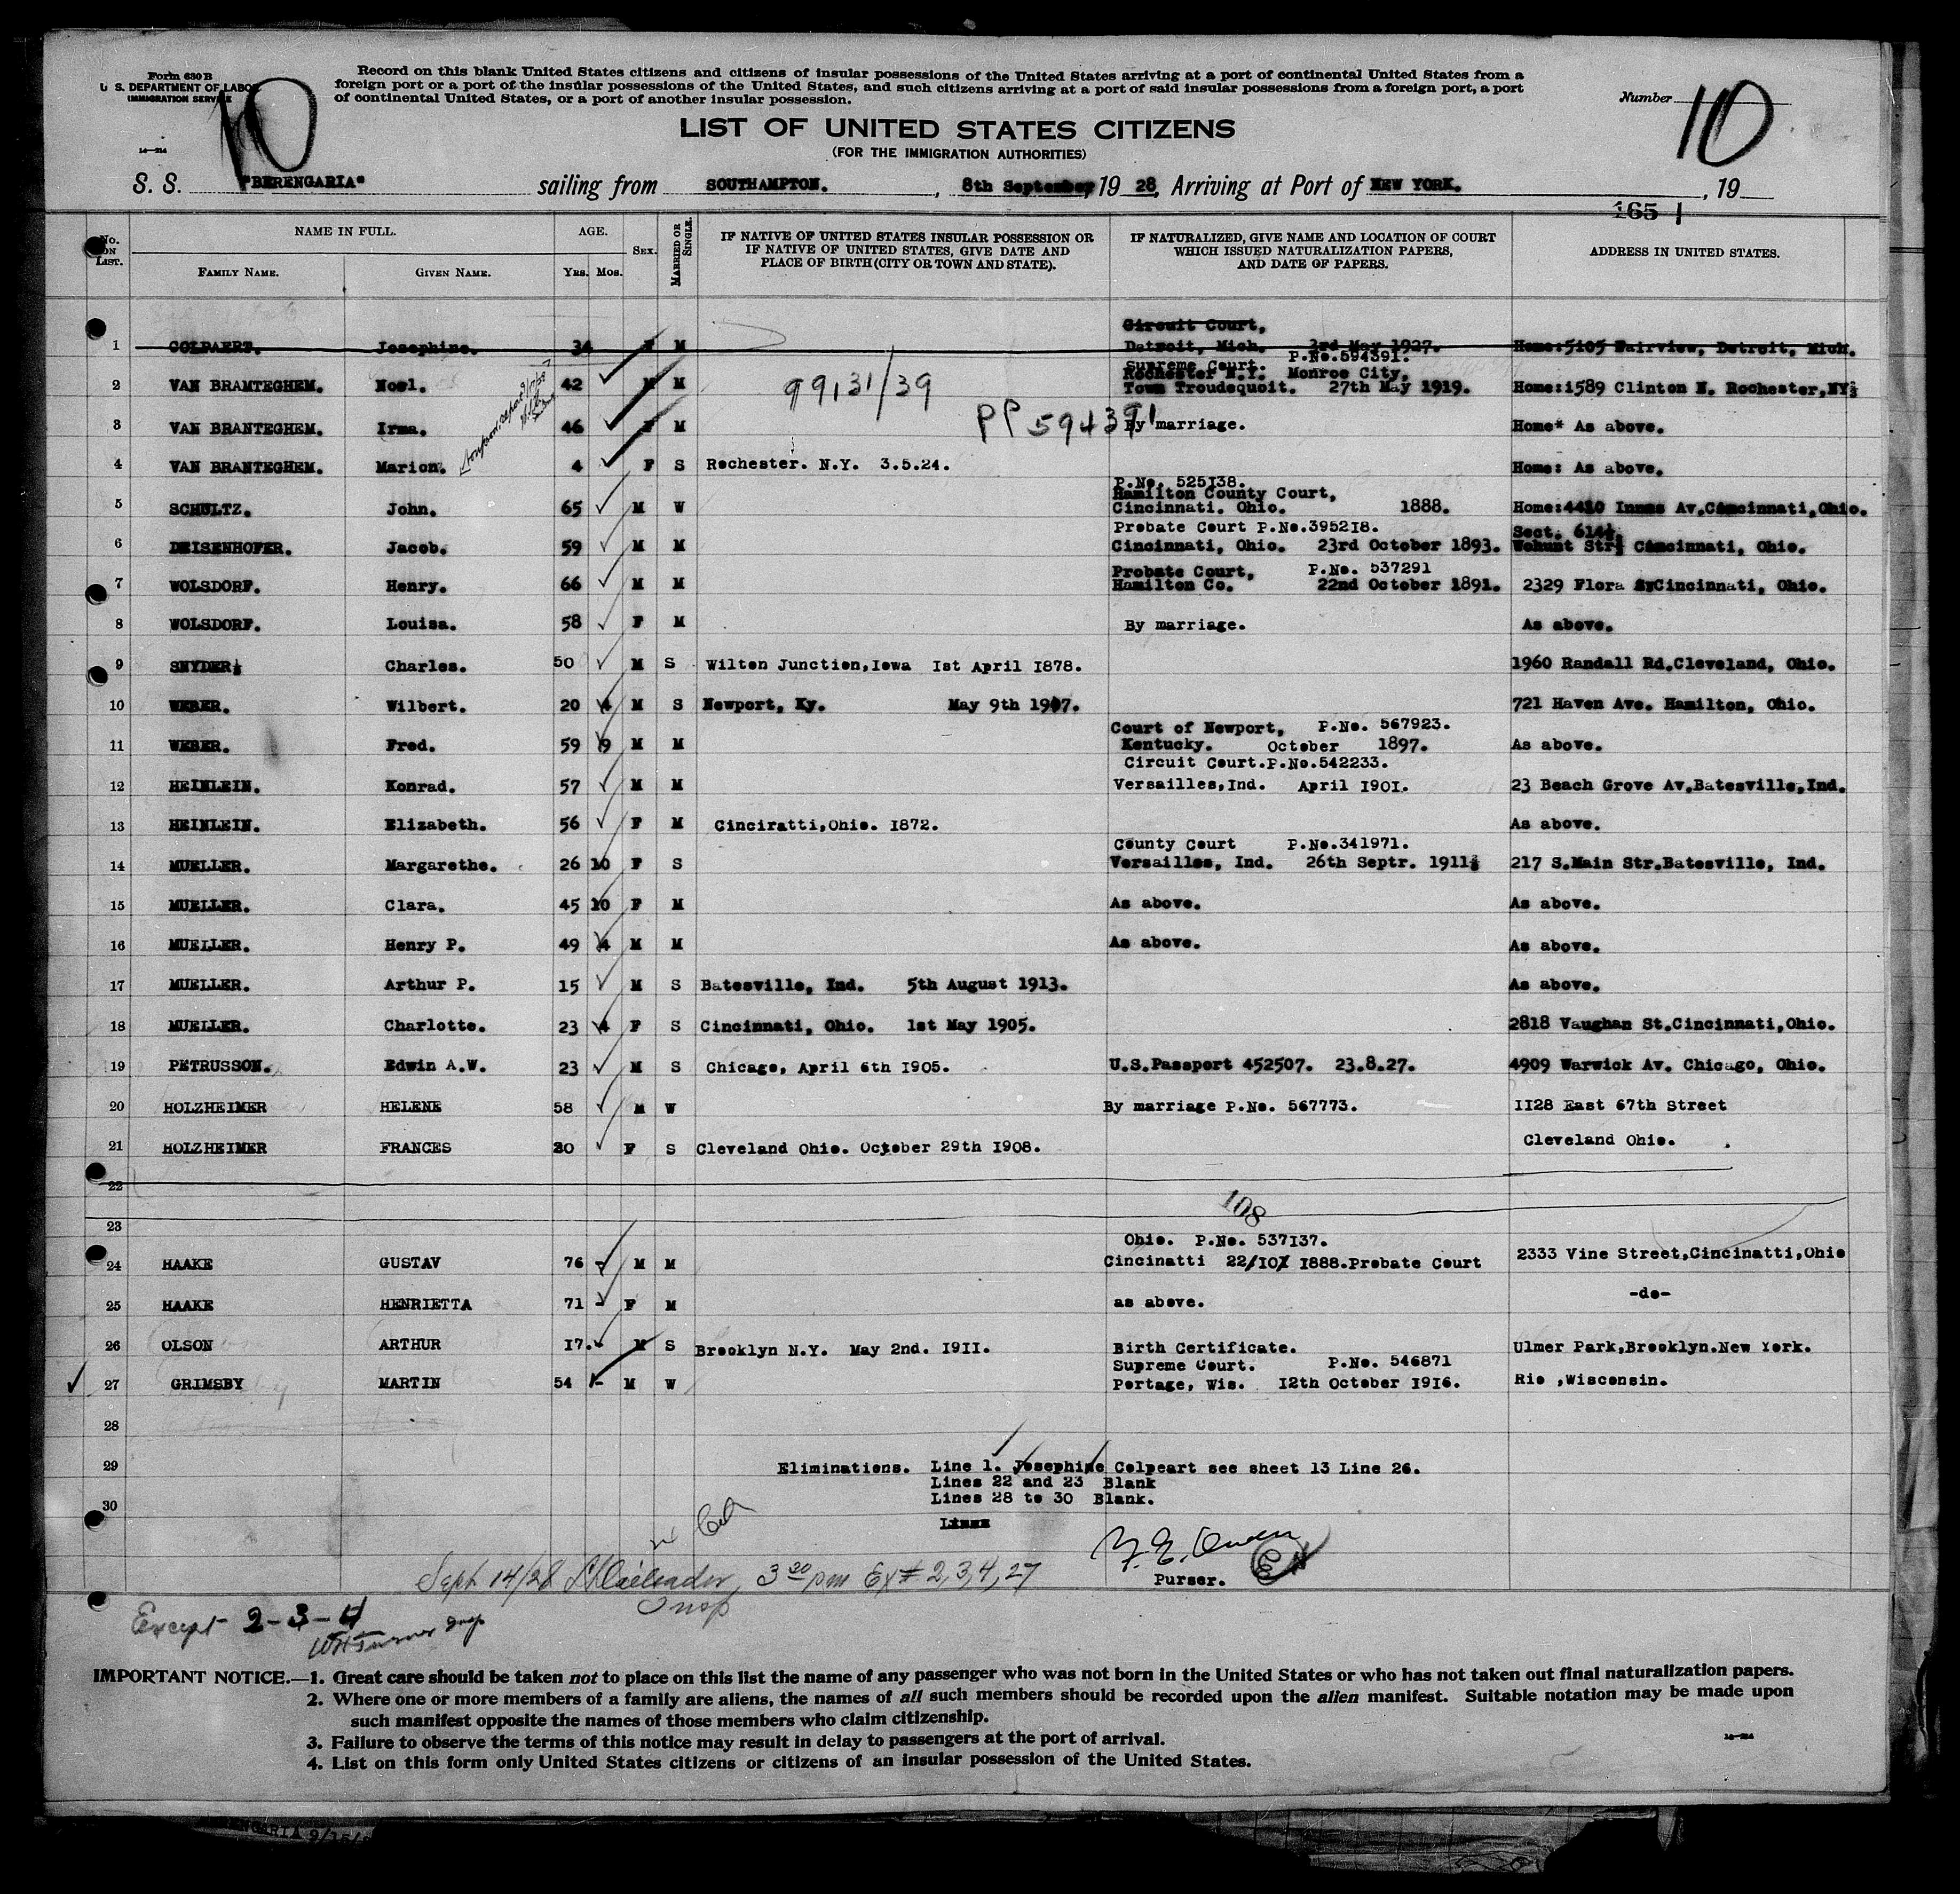 Form 630 B
U. S. DEPARTMENT OF LABOR
IMMIGRATION SERVICE
14—214
10
Record on this blank United States citizens and citizens of insular possessions of the United States arriving at a port of continental United States from a
foreign port or a port of the insular possessions of the United States, and such citizens arriving at a port of said insular possessions from a foreign port, a port
of continental United States, or a port of another insular possession.
Number 10
LIST OF UNITED STATES CITIZENS
(FOR THE IMMIGRATION AUTHORITIES)
S. S. "BERENGARIA" sailing from SOUTHAMPTON. , 8th September, 19 28, Arriving at Port of NEW YORK. , 19
165 1
No. on List. NAME IN FULL. AGE. Sex. MARRIED OR SINGLE. IF NATIVE OF UNITED STATES INSULAR POSSESSION OR IF NATIVE OF UNITED STATES, GIVE DATE AND PLACE OF BIRTH (CITY OR TOWN AND STATE). IF NATURALIZED, GIVE NAME AND LOCATION OF COURT WHICH ISSUED NATURALIZATION PAPERS, AND DATE OF PAPERS. ADDRESS IN UNITED STATES.
FAMILY NAME. GIVEN NAME. Yrs. Mos.
Circuit Court,
1 COLPAERT. Josephine. 34 F M Detroit, Mich. 3rd May 1927. Home:5105 Fairview, Detroit, Mich.
P.No.594391.
Supreme Court.
Rochester N.Y. Monroe City,
2 VAN BRAMTEGHEM. Noel. 42 M M 99131/39 Town Troudequoit. 27th May 1919. Home:1589 Clinton N. Rochester,NY
3 VAN BRANTEGHEM. Irma. 46 F M PP 594391 By marriage. Home* As above.
4 VAN BRANTEGHEM. Marion. 4 F S Rochester. N.Y. 3.5.24. Home: As above.
P.No. 525138.
Hamilton County Court,
5 SCHULTZ. John. 65 M W Cincinnati. Ohio. 1888. Home:4410 Innes Av,Cincinnati,Ohio.
Probate Court P.No.395218. Sect. 614
6 DEISENHOFER. Jacob. 59 M M Cincinnati, Ohio. 23rd October 1893. Wehunt Str Cincinnati, Ohio.
Probate Court, P.No. 537291
7 WOLSDORF. Henry. 66 M M Hamilton Co. 22nd October 1891. 2329 Flora Cincinnati, Ohio.
8 WOLSDORF. Louisa. 58 F M By marriage. As above.
9 SNYDER. Charles. 50 M S Wilton Junction,Iowa 1st April 1878. 1960 Randall Rd.Cleveland, Ohio.
10 WEBER. Wilbert. 20 4 M S Newport, Ky. May 9th 1907. 721 Haven Ave. Hamilton, Ohio.
Court of Newport, P.No. 567923.
11 WEBER. Fred. 59 9 M M Kentucky. October 1897. As above.
Circuit Court.P.No.542233.
12 HEINLEIN. Konrad. 57 M M Versailles,Ind. April 1901. 23 Beach Grove Av.Batesville,Ind.
13 HEINLEIN. Elizabeth. 56 F M Cinciratti,Ohio. 1872. As above.
County Court P.No.341971.
14 MUELLER. Margarethe. 26 10 F S Versailles, Ind. 26th Septr. 1911 217 S.Main Str.Batesville, Ind.
15 MUELLER. Clara. 45 10 F M As above. As above.
16 MUELLER. Henry P. 49 4 M M As above. As above.
17 MUELLER. Arthur P. 15 M S Batesville, Ind. 5th August 1913. As above.
18 MUELLER. Charlotte. 23 4 F S Cincinnati, Ohio. 1st May 1905. 2818 Vaughan St.Cincinnati,Ohio.
19 PETRUSSON. Edwin A.W. 23 M S Chicago, April 6th 1905. U.S.Passport 452507. 23.8.27. 4909 Warwick Av. Chicago, Ohio.
20 HOLZHEIMER HELENE 58 M W By marriage P.No. 567773. 1128 East 67th Street
21 HOLZHEIMER FRANCES 20 F S Cleveland Ohio. October 29th 1908. Cleveland Ohio.
22
23 108
Ohio. P.No. 537137.
24 HAAKE GUSTAV 76 - M M Cincinatti 22/10/ 1888.Probate Court 2333 Vine Street,Cincinatti,Ohio
25 HAAKE HENRIETTA 71 - F M as above. -do-
26 OLSON ARTHUR 17. M S Brooklyn N.Y. May 2nd. 1911. Birth Certificate. Ulmer Park,Brooklyn.New York.
Supreme Court. P.No. 546871
27 GRIMSBY MARTIN 54 - M W Portage, Wis. 12th October 1916. Rio ,Wisconsin.
28
29 Eliminations. Line 1. Josephine Colpeart see sheet 13 Line 26.
Lines 22 and 23 Blank
30 Lines 28 to 30 Blank.
Lines
Y. E. Owen
Purser.
Sept 14/28 3 20 pm Ex # 2, 3, 4, 27
Insp
Except 2-3-4
WH Turner Insp
IMPORTANT NOTICE.—1. Great care should be taken not to place on this list the name of any passenger who was not born in the United States or who has not taken out final naturalization papers.
2. Where one or more members of a family are aliens, the names of all such members should be recorded upon the alien manifest. Suitable notation may be made upon
such manifest opposite the names of those members who claim citizenship.
3. Failure to observe the terms of this notice may result in delay to passengers at the port of arrival.
4. List on this form only United States citizens or citizens of an insular possession of the United States.
14—214